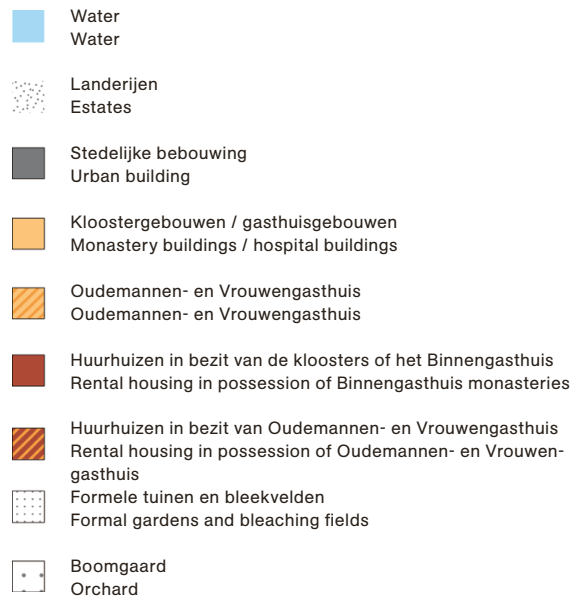 Water
Water
Landerijen
Estates
Stedelijke bebouwing
Urban building
Kloostergebouwen / gasthuisgebouwen
Monastery buildings / hospital buildings
Oudemannen- en Vrouwengasthuis
Oudemannen- en Vrouwengasthuis
Huurhuizen in bezit van de kloosters of het Binnengasthuis
Rental housing in possession of Binnengasthuis monasteries
Huurhuizen in bezit van Oudemannen- en Vrouwengasthuis
Rental housing in possession of Oudemannen- en Vrouwen-
gasthuis
Formele tuinen en bleekvelden
Formal gardens and bleaching fields
Boomgaard
Orchard